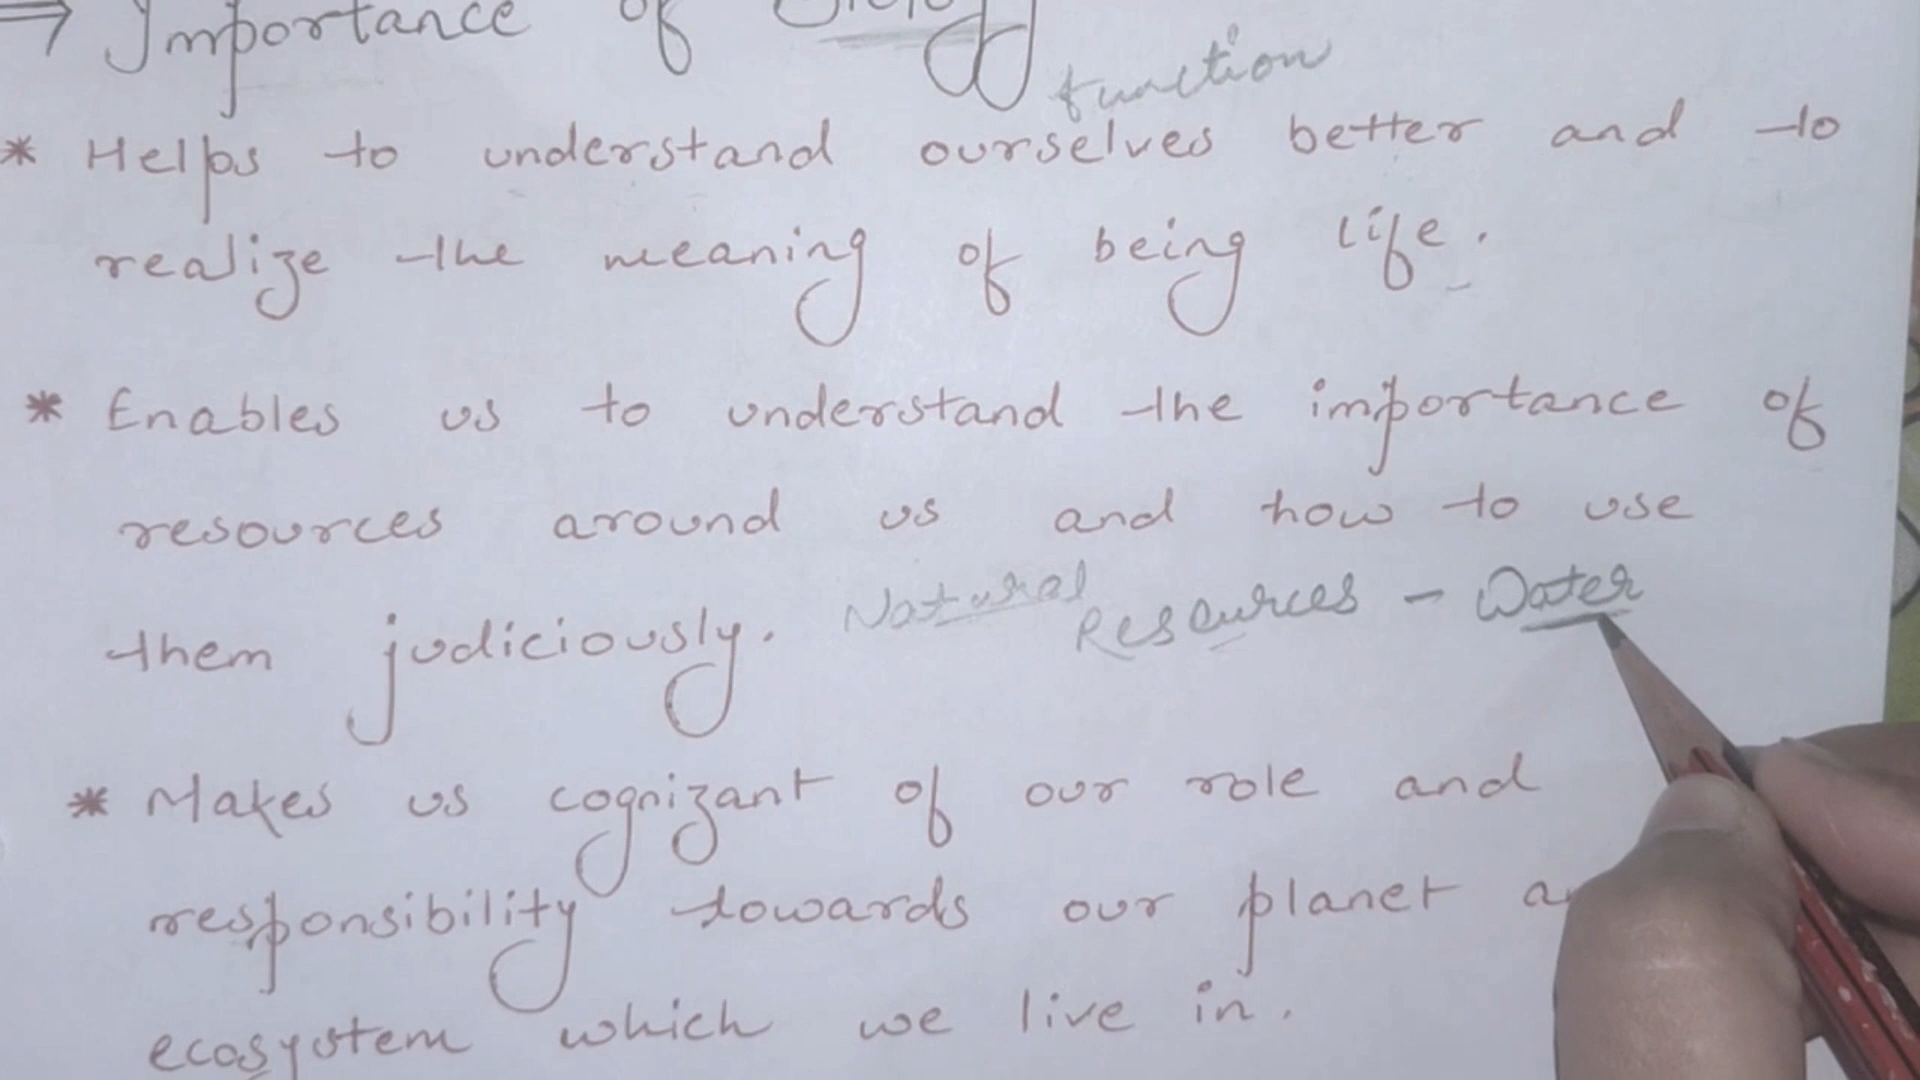 ⇒ Importance of Biology
function
* Helps to understand ourselves better and to
realize the meaning of being life.
* Enables us to understand the importance of
resources around us and how to use
them judiciously. Natural Resources - Water
* Makes us cognizant of our role and
responsibility towards our planet
ecosystem which we live in.